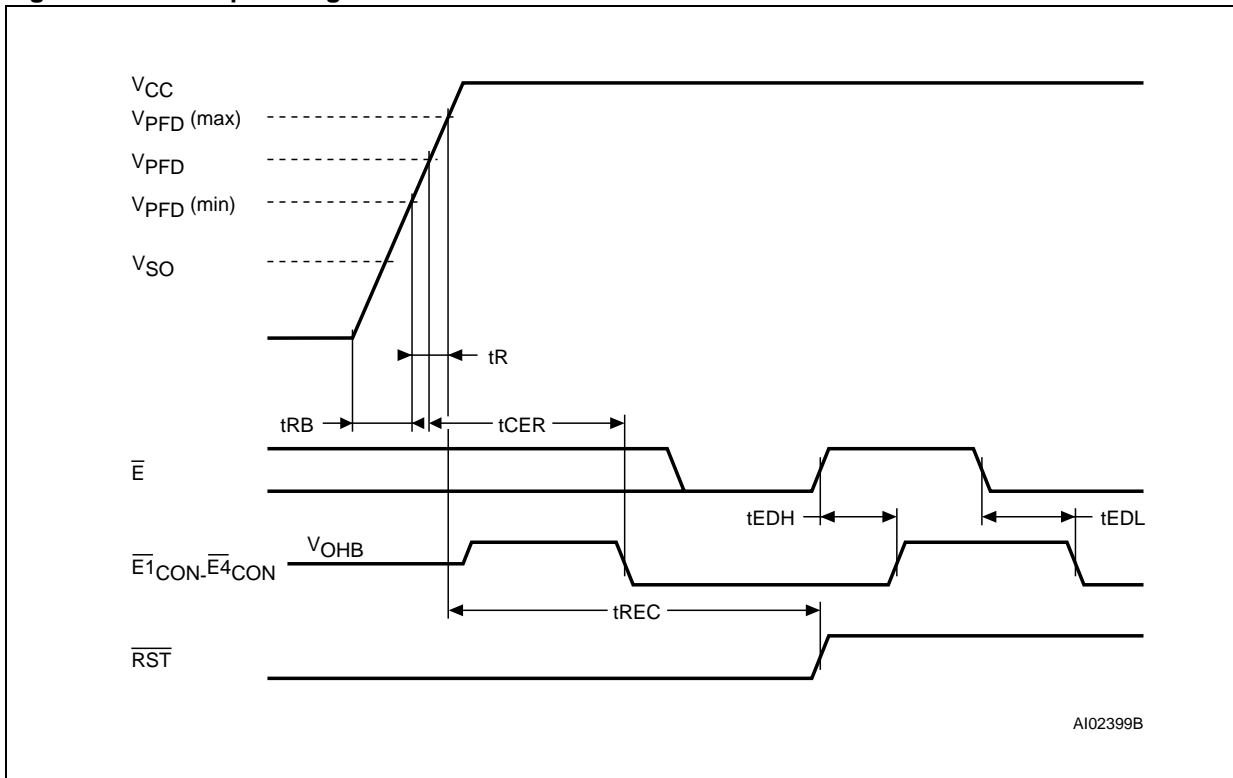 VCC
VPFD (max)
VPFD
VPFD (min)
VSO
tR
tRB
tCER
E
tEDH
tEDL
VOHB
E1CON-E4CON
tREC
RST
AI02399B